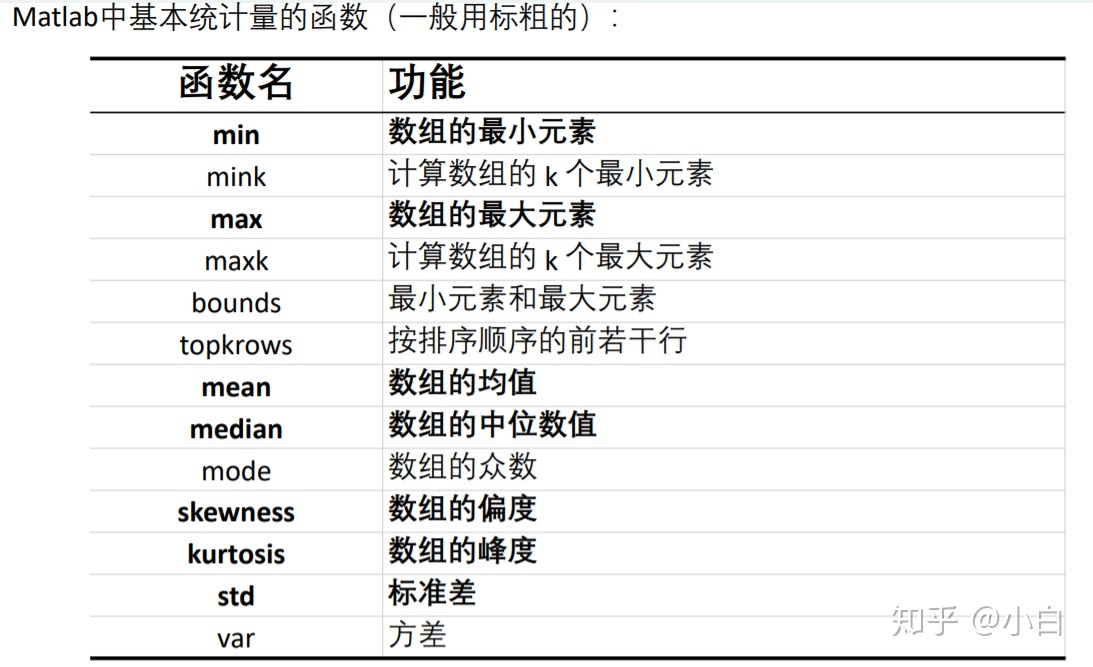 Matlab中基本统计量的函数（一般用标粗的）：
函数名 功能
min 数组的最小元素
mink 计算数组的 k 个最小元素
max 数组的最大元素
maxk 计算数组的 k 个最大元素
bounds 最小元素和最大元素
topkrows 按排序顺序的前若干行
mean 数组的均值
median 数组的中位数值
mode 数组的众数
skewness 数组的偏度
kurtosis 数组的峰度
std 标准差
var 方差
知乎 @小白